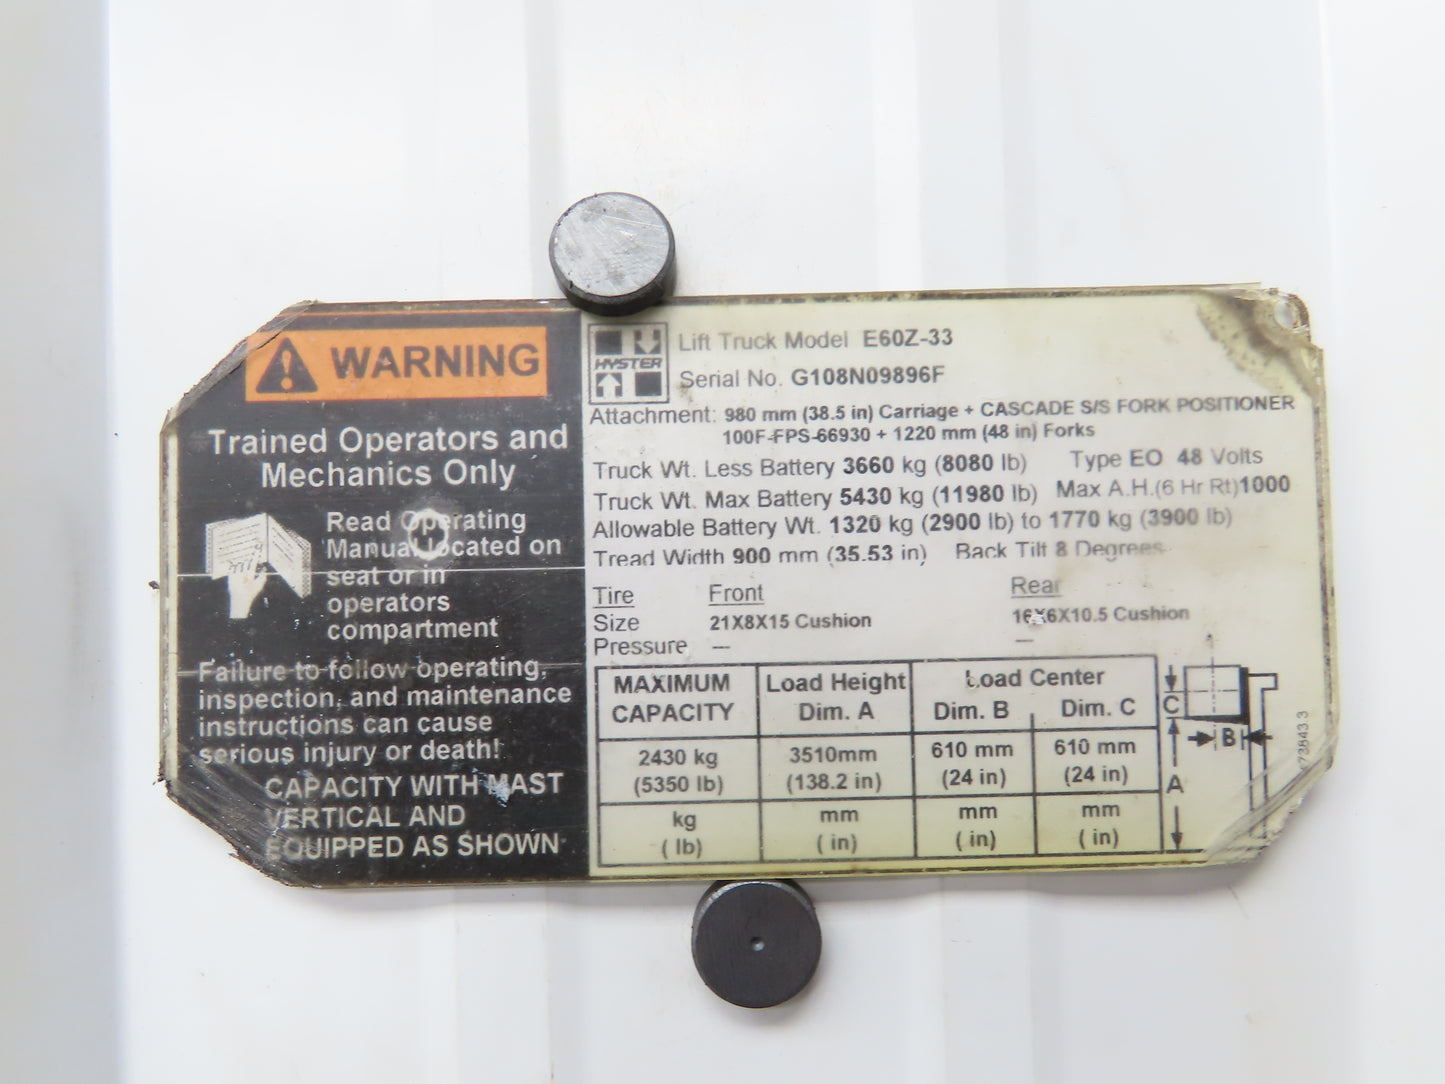 WARNING
Trained Operators and
Mechanics Only
Read Operating
Manual located on
seat or in
operators
compartment
Failure to follow operating,
inspection, and maintenance
instructions can cause
serious injury or death!
CAPACITY WITH MAST
VERTICAL AND
EQUIPPED AS SHOWN
HYSTER
Lift Truck Model E60Z-33
Serial No. G108N09896F
Attachment: 980 mm (38.5 in) Carriage + CASCADE S/S FORK POSITIONER
100F-FPS-66930 + 1220 mm (48 in) Forks
Truck Wt. Less Battery 3660 kg (8080 lb) Type EO 48 Volts
Truck Wt. Max Battery 5430 kg (11980 lb) Max A.H.(6 Hr Rt)1000
Allowable Battery Wt. 1320 kg (2900 lb) to 1770 kg (3900 lb)
Tread Width 900 mm (35.53 in) Back Tilt 8 Degrees
Tire Front Rear
Size 21X8X15 Cushion 16X6X10.5 Cushion
Pressure --- ---
MAXIMUM Load Height Load Center
CAPACITY Dim. A Dim. B Dim. C
2430 kg 3510mm 610 mm 610 mm
(5350 lb) (138.2 in) (24 in) (24 in)
kg mm mm mm
( lb) ( in) ( in) ( in)
C
B
A